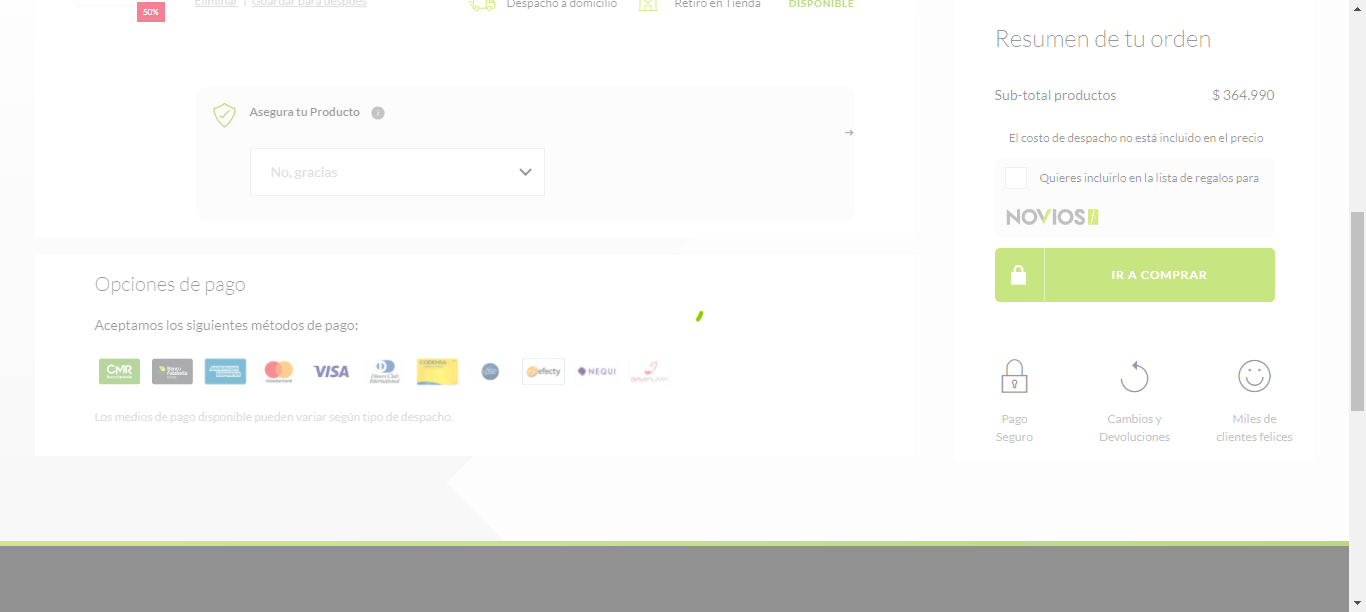 50%
Eliminar | Guardar para después
Despacho a domicilio
Retiro en Tienda
DISPONIBLE
Asegura tu Producto
No, gracias
Opciones de pago
Aceptamos los siguientes métodos de pago:
CMR
Banco Falabella
VISA
Diners Club
International
CODENSA
efecty
NEQUI
DAVIPLATA
Los medios de pago disponible pueden variar según tipo de despacho.
Resumen de tu orden
Sub-total productos $ 364.990
El costo de despacho no está incluido en el precio
Quieres incluirlo en la lista de regalos para
NOVIOS
IR A COMPRAR
Pago
Seguro
Cambios y
Devoluciones
Miles de
clientes felices